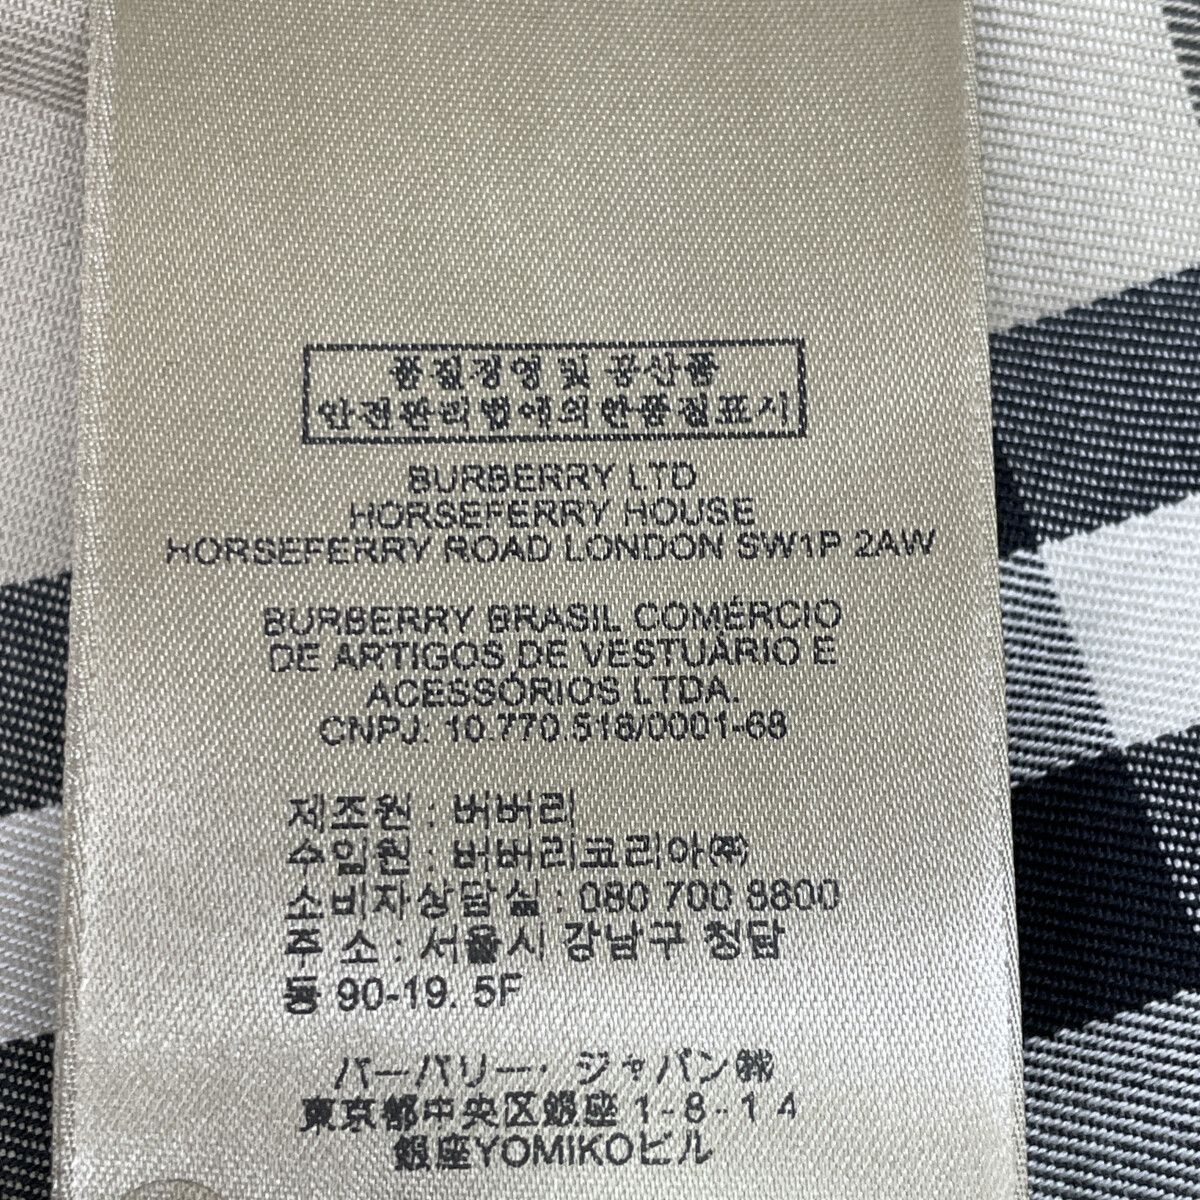 품질경영 및 공산품
안전관리법에의한품질표시
BURBERRY LTD
HORSEFERRY HOUSE
HORSEFERRY ROAD LONDON SW1P 2AW
BURBERRY BRASIL COMÉRCIO
DE ARTIGOS DE VESTUÁRIO E
ACESSÓRIOS LTDA.
CNPJ: 10.770.518/0001-68
제조원 : 버버리
수입원 : 버버리코리아㈜
소비자상담실 : 080 700 8800
주 소 : 서울시 강남구 청담
동 90-19. 5F
バーバリー・ジャパン㈱
東京都中央区銀座 1-8-14
銀座YOMIKOビル